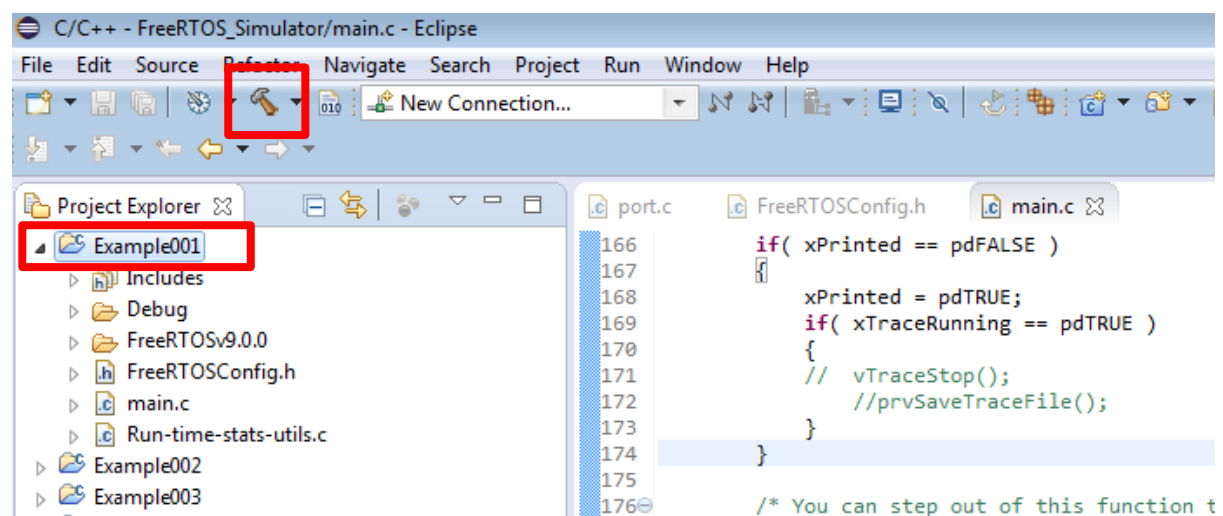 C/C++ - FreeRTOS_Simulator/main.c - Eclipse
File Edit Source Refactor Navigate Search Project Run Window Help
010 New Connection...
Project Explorer
Example001
Includes
Debug
FreeRTOSv9.0.0
FreeRTOSConfig.h
main.c
Run-time-stats-utils.c
Example002
Example003
port.c FreeRTOSConfig.h main.c
166 if( xPrinted == pdFALSE )
167 {
168 xPrinted = pdTRUE;
169 if( xTraceRunning == pdTRUE )
170 {
171 // vTraceStop();
172 //prvSaveTraceFile();
173 }
174 }
175
176 /* You can step out of this function t